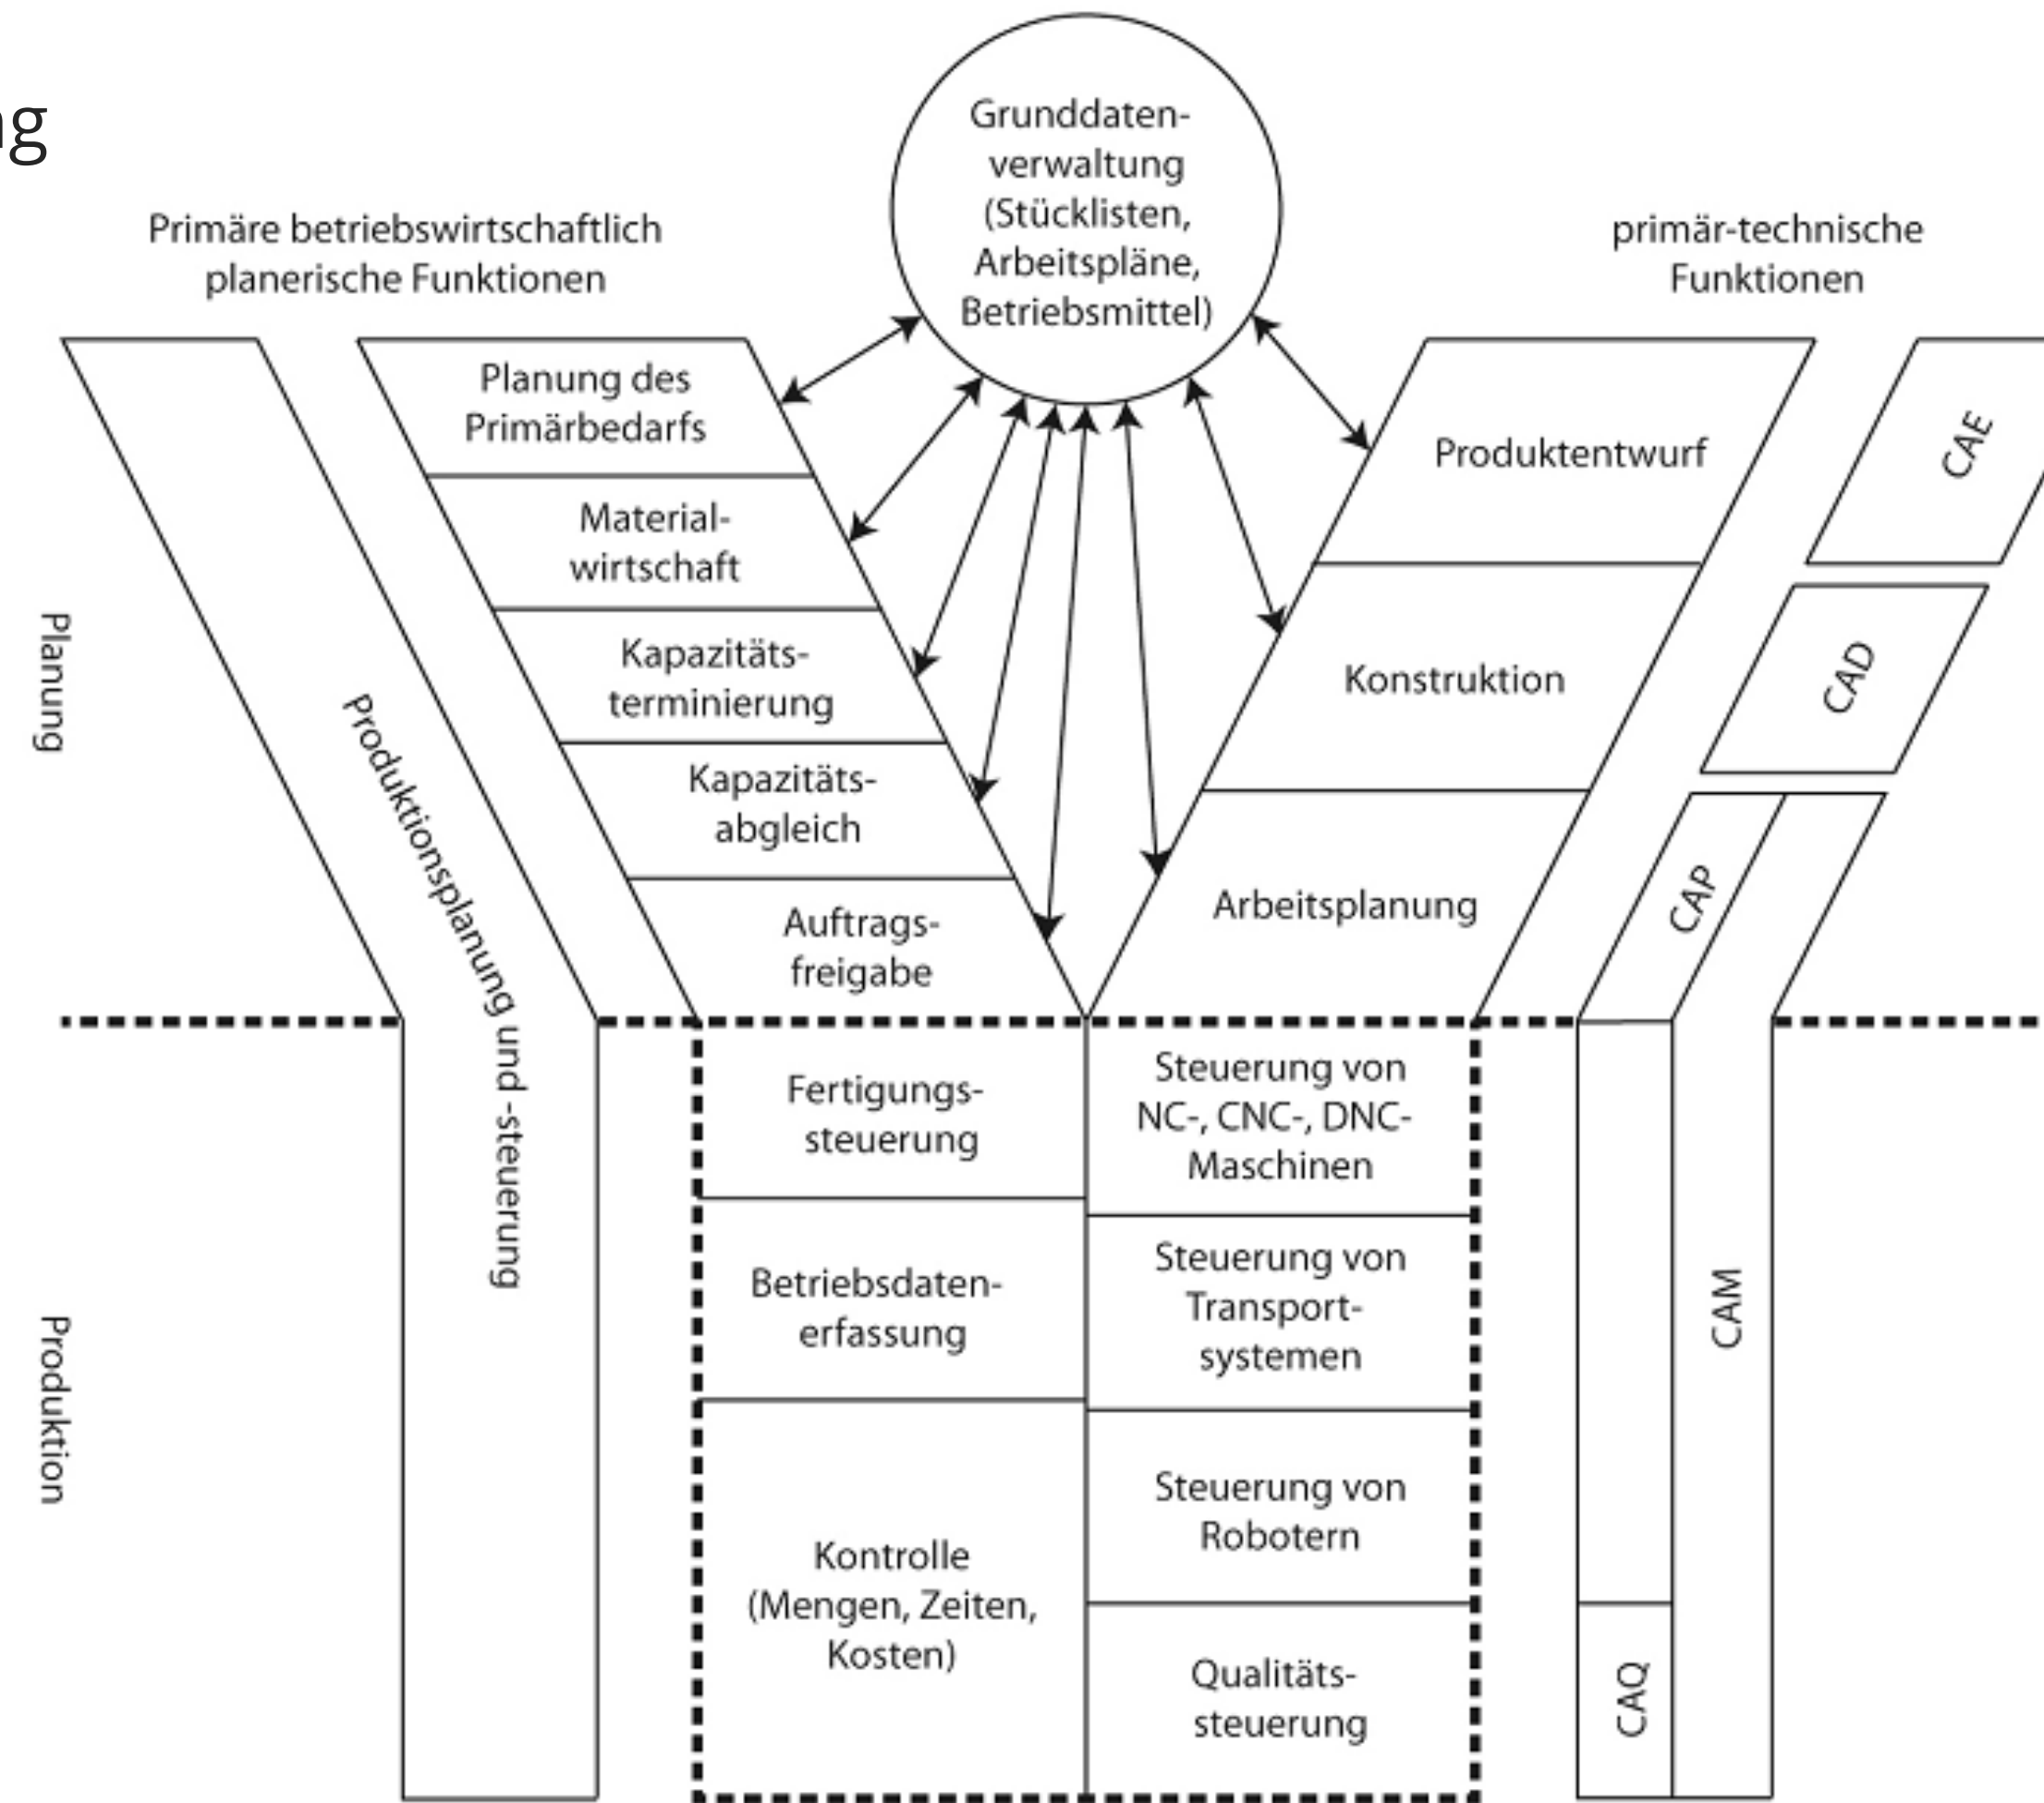 ng
Grunddaten-
verwaltung
(Stücklisten,
Arbeitspläne,
Betriebsmittel)
Primäre betriebswirtschaftlich
planerische Funktionen
primär-technische
Funktionen
Planung
Produktionsplanung und -steuerung
Planung des
Primärbedarfs
Material-
wirtschaft
Kapazitäts-
terminierung
Kapazitäts-
abgleich
Auftrags-
freigabe
Produktentwurf
Konstruktion
Arbeitsplanung
CAE
CAD
CAP
Produktion
Fertigungs-
steuerung
Betriebsdaten-
erfassung
Kontrolle
(Mengen, Zeiten,
Kosten)
Steuerung von
NC-, CNC-, DNC-
Maschinen
Steuerung von
Transport-
systemen
Steuerung von
Robotern
Qualitäts-
steuerung
CAM
CAQ